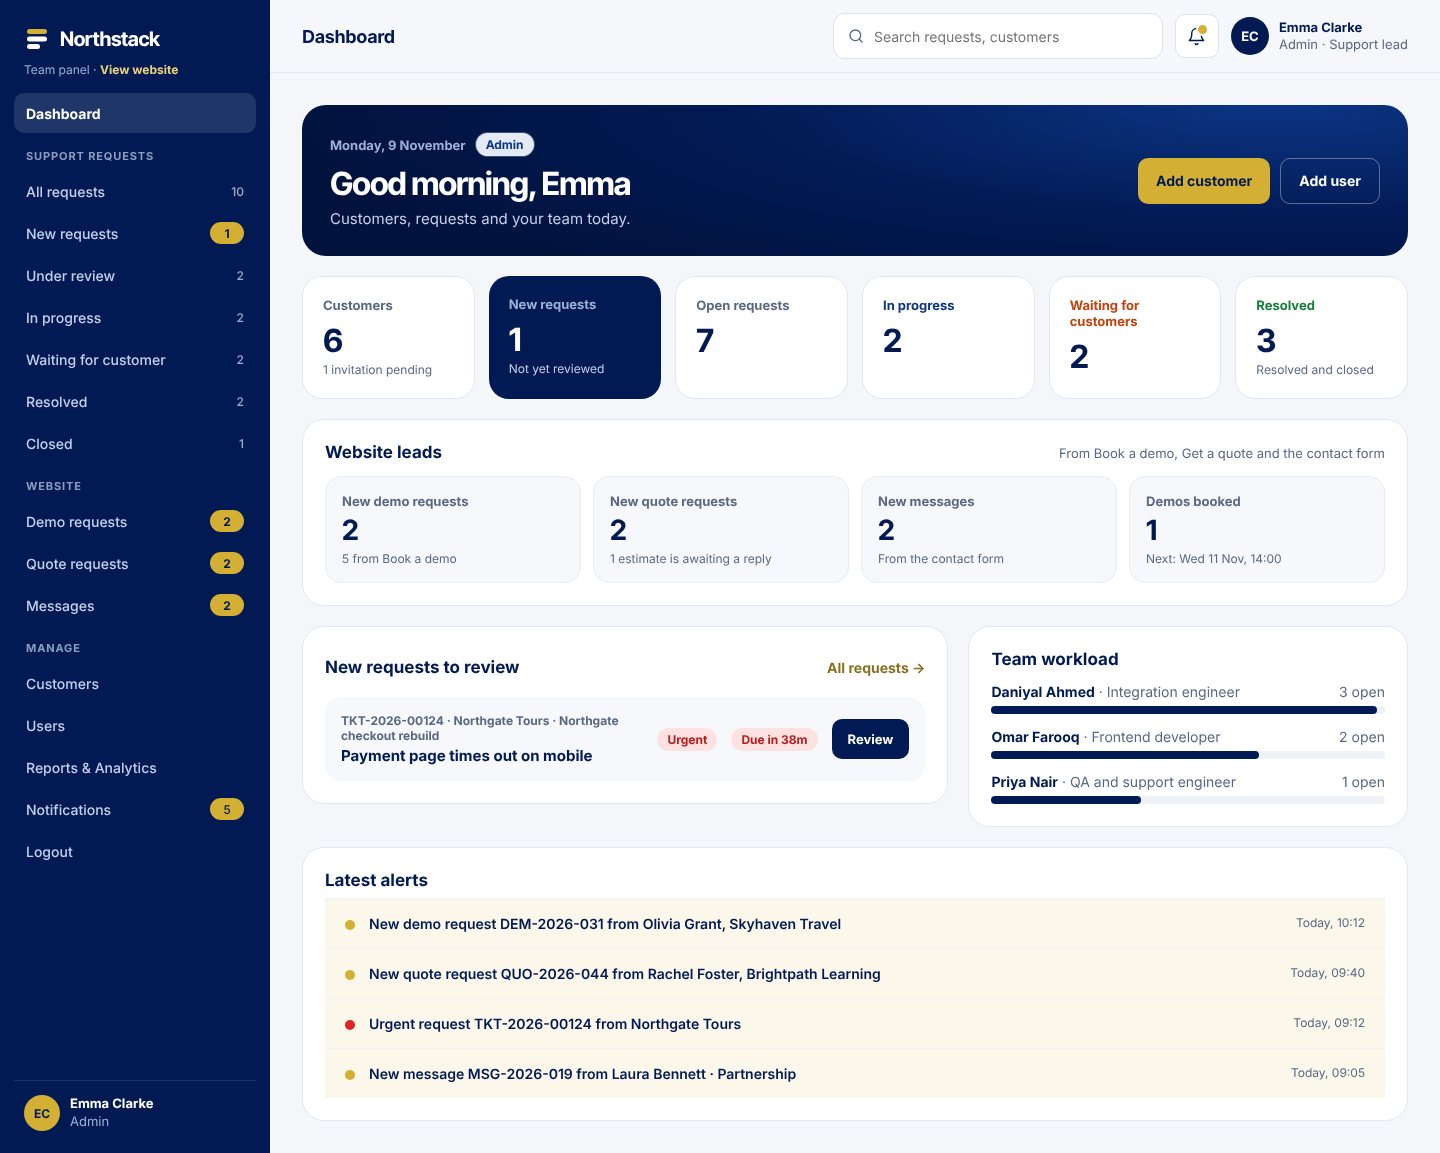 Northstack
Team panel · View website
Dashboard
SUPPORT REQUESTS
All requests 10
New requests 1
Under review 2
In progress 2
Waiting for customer 2
Resolved 2
Closed 1
WEBSITE
Demo requests 2
Quote requests 2
Messages 2
MANAGE
Customers
Users
Reports & Analytics
Notifications 5
Logout
EC
Emma Clarke
Admin
Dashboard
Search requests, customers
EC
Emma Clarke
Admin · Support lead
Monday, 9 November Admin
Good morning, Emma
Customers, requests and your team today.
Add customer
Add user
Customers
6
1 invitation pending
New requests
1
Not yet reviewed
Open requests
7
In progress
2
Waiting for
customers
2
Resolved
3
Resolved and closed
Website leads
From Book a demo, Get a quote and the contact form
New demo requests
2
5 from Book a demo
New quote requests
2
1 estimate is awaiting a reply
New messages
2
From the contact form
Demos booked
1
Next: Wed 11 Nov, 14:00
New requests to review
All requests →
TKT-2026-00124 · Northgate Tours · Northgate
checkout rebuild
Payment page times out on mobile
Urgent
Due in 38m
Review
Team workload
Daniyal Ahmed · Integration engineer 3 open
Omar Farooq · Frontend developer 2 open
Priya Nair · QA and support engineer 1 open
Latest alerts
New demo request DEM-2026-031 from Olivia Grant, Skyhaven Travel Today, 10:12
New quote request QUO-2026-044 from Rachel Foster, Brightpath Learning Today, 09:40
Urgent request TKT-2026-00124 from Northgate Tours Today, 09:12
New message MSG-2026-019 from Laura Bennett · Partnership Today, 09:05